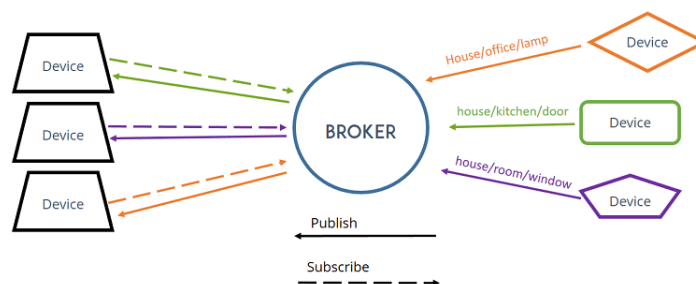 Device
House/office/lamp
Device
Device
BROKER
house/kitchen/door
Device
Device
house/room/window
Device
Publish
Subscribe